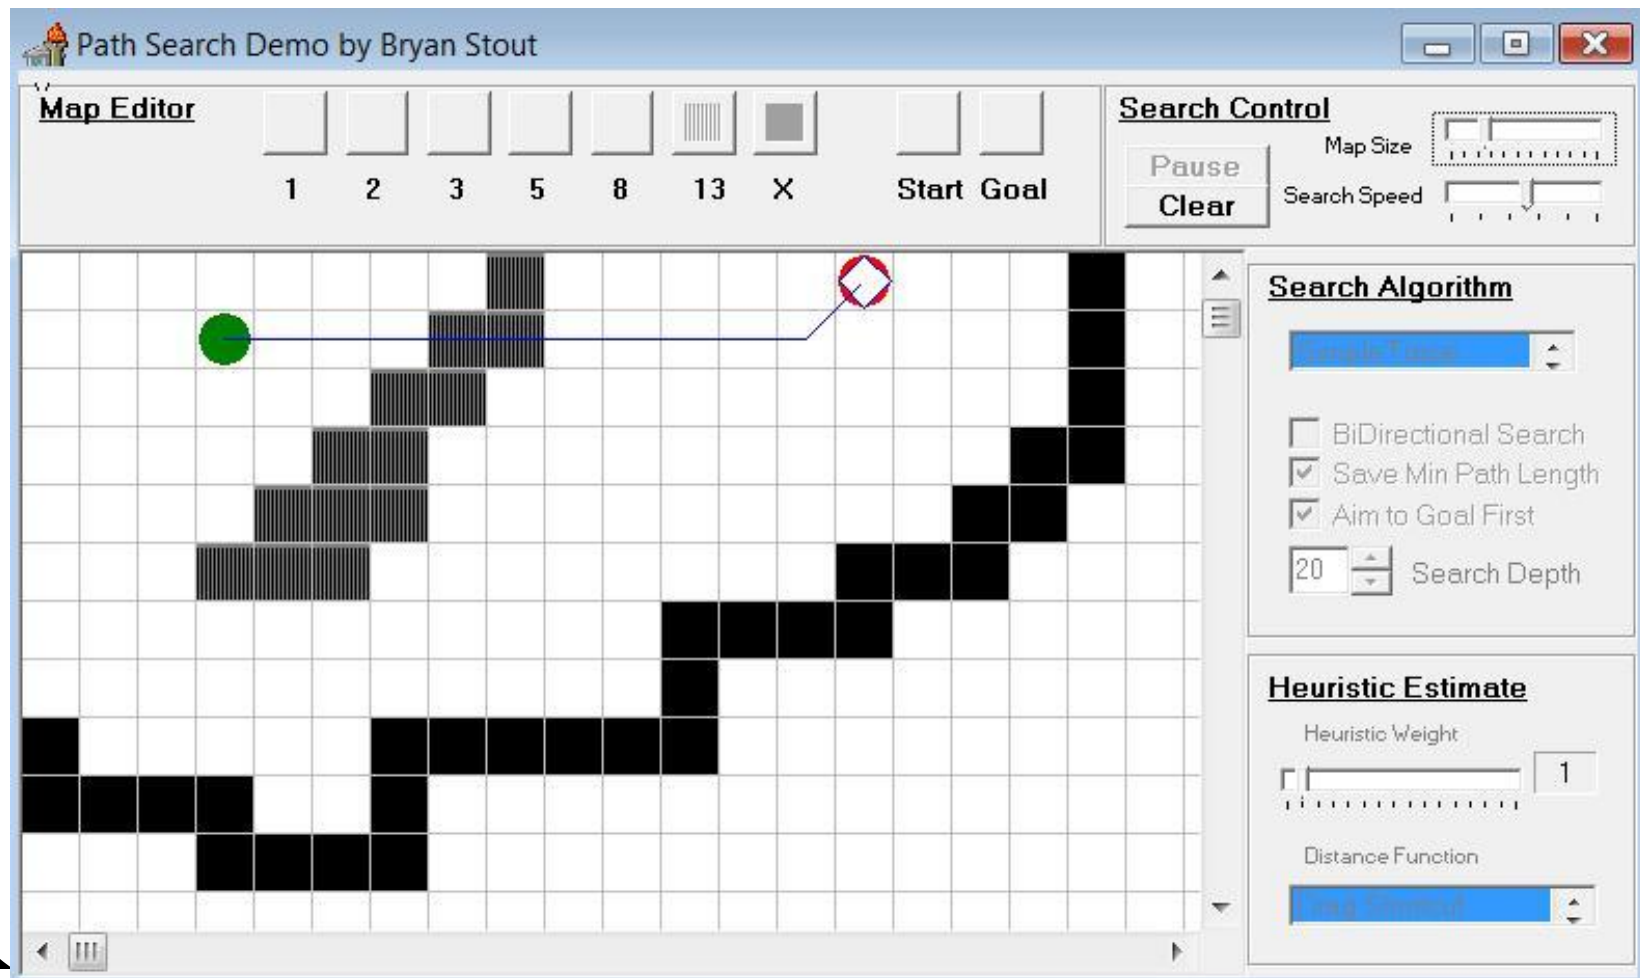 Path Search Demo by Bryan Stout
Map Editor
1 2 3 5 8 13 X Start Goal
Search Control
Map Size
Pause
Search Speed
Clear
Search Algorithm
BiDirectional Search
Save Min Path Length
Aim to Goal First
20 Search Depth
Heuristic Estimate
Heuristic Weight
1
Distance Function